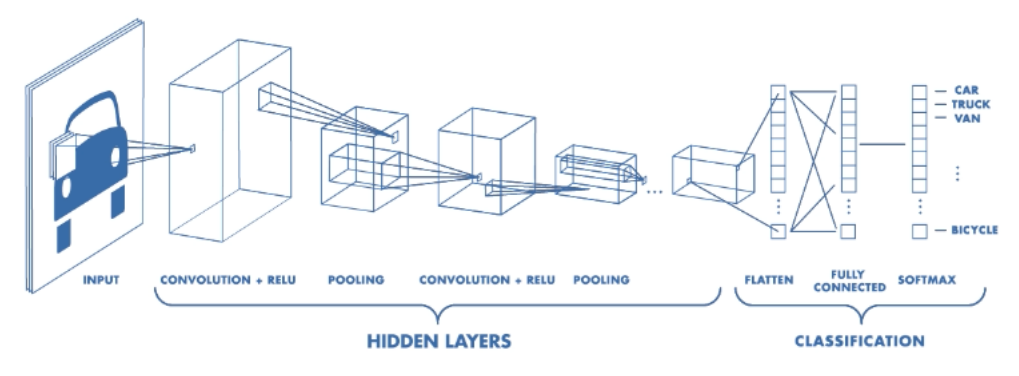 CAR
TRUCK
VAN
BICYCLE
INPUT
CONVOLUTION + RELU
POOLING
CONVOLUTION + RELU
POOLING
FLATTEN
FULLY
CONNECTED
SOFTMAX
HIDDEN LAYERS
CLASSIFICATION